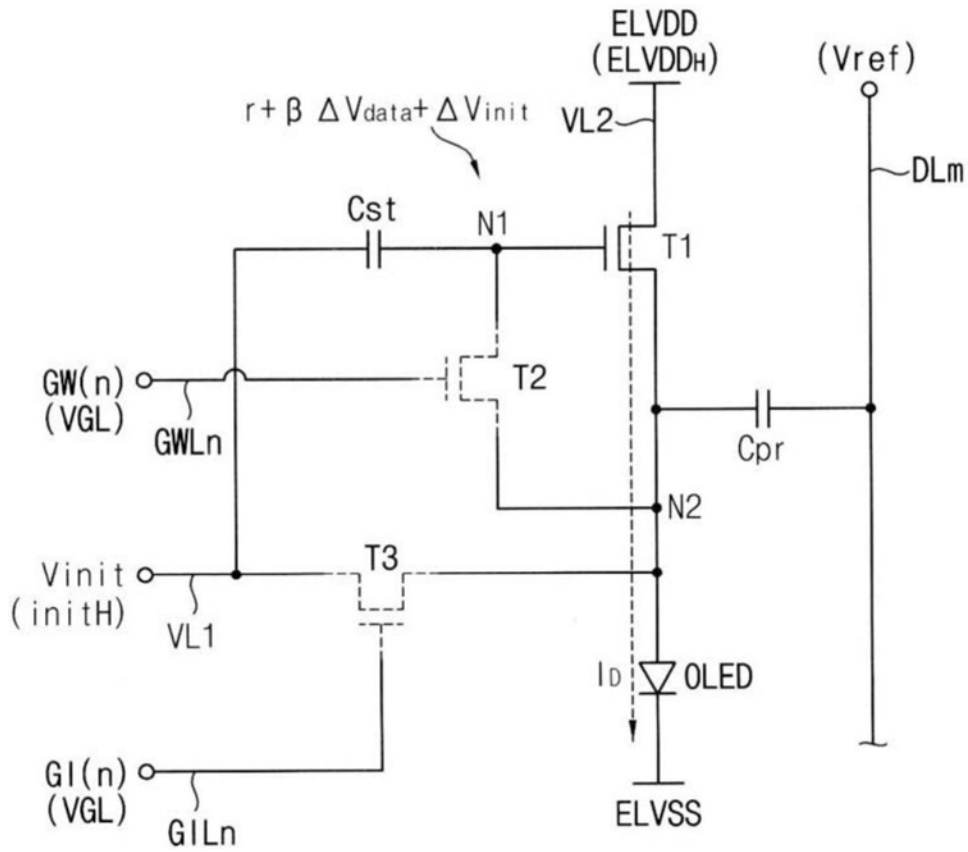 ELVDD
(ELVDDH)
(Vref)
r+ β ΔVdata+ ΔVinit
VL2
DLm
Cst
N1
T1
T2
GW(n)
(VGL)
GWLn
Cpr
N2
T3
Vinit
(initH)
VL1
ID
OLED
GI(n)
(VGL)
GILn
ELVSS